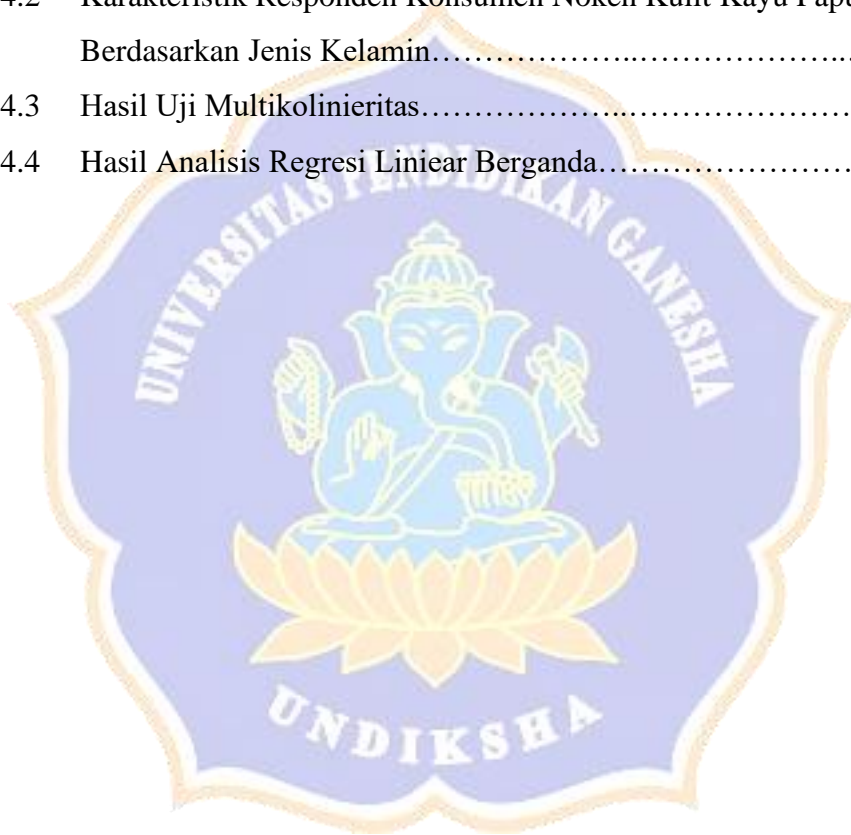 4.2 Karakteristik Responden Konsumen Noken Kulit Kayu
Berdasarkan Jenis Kelamin………………..………………..
4.3 Hasil Uji Multikolinieritas………………..…………………
4.4 Hasil Analisis Regresi Liniear Berganda……………………
UNIVERSITAS PENDIDIKAN GANESHA
UNDIKSHA